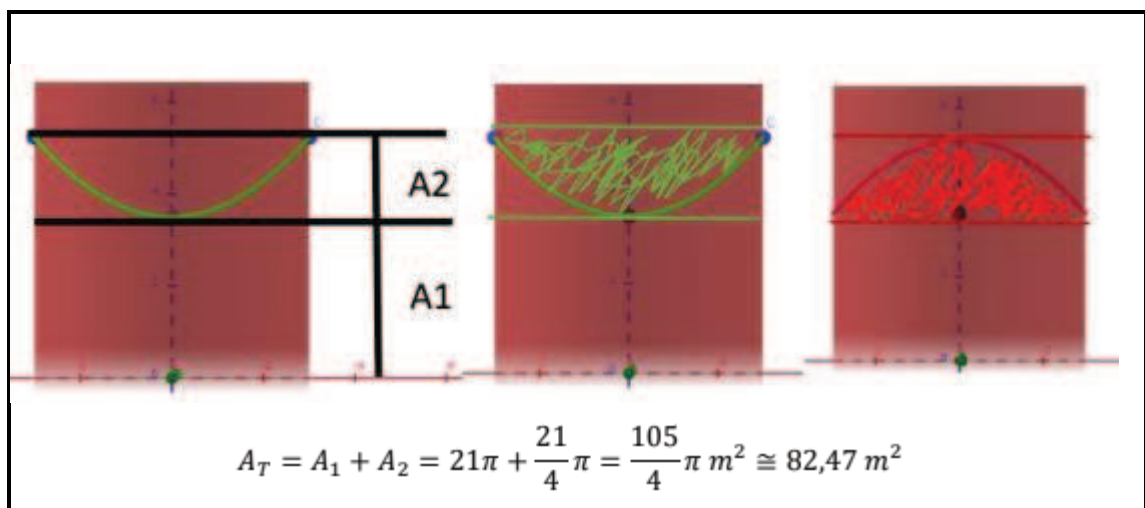 A2
A1
A_T = A_1 + A_2 = 21π + 21/4 π = 105/4 π m² ≅ 82,47 m²